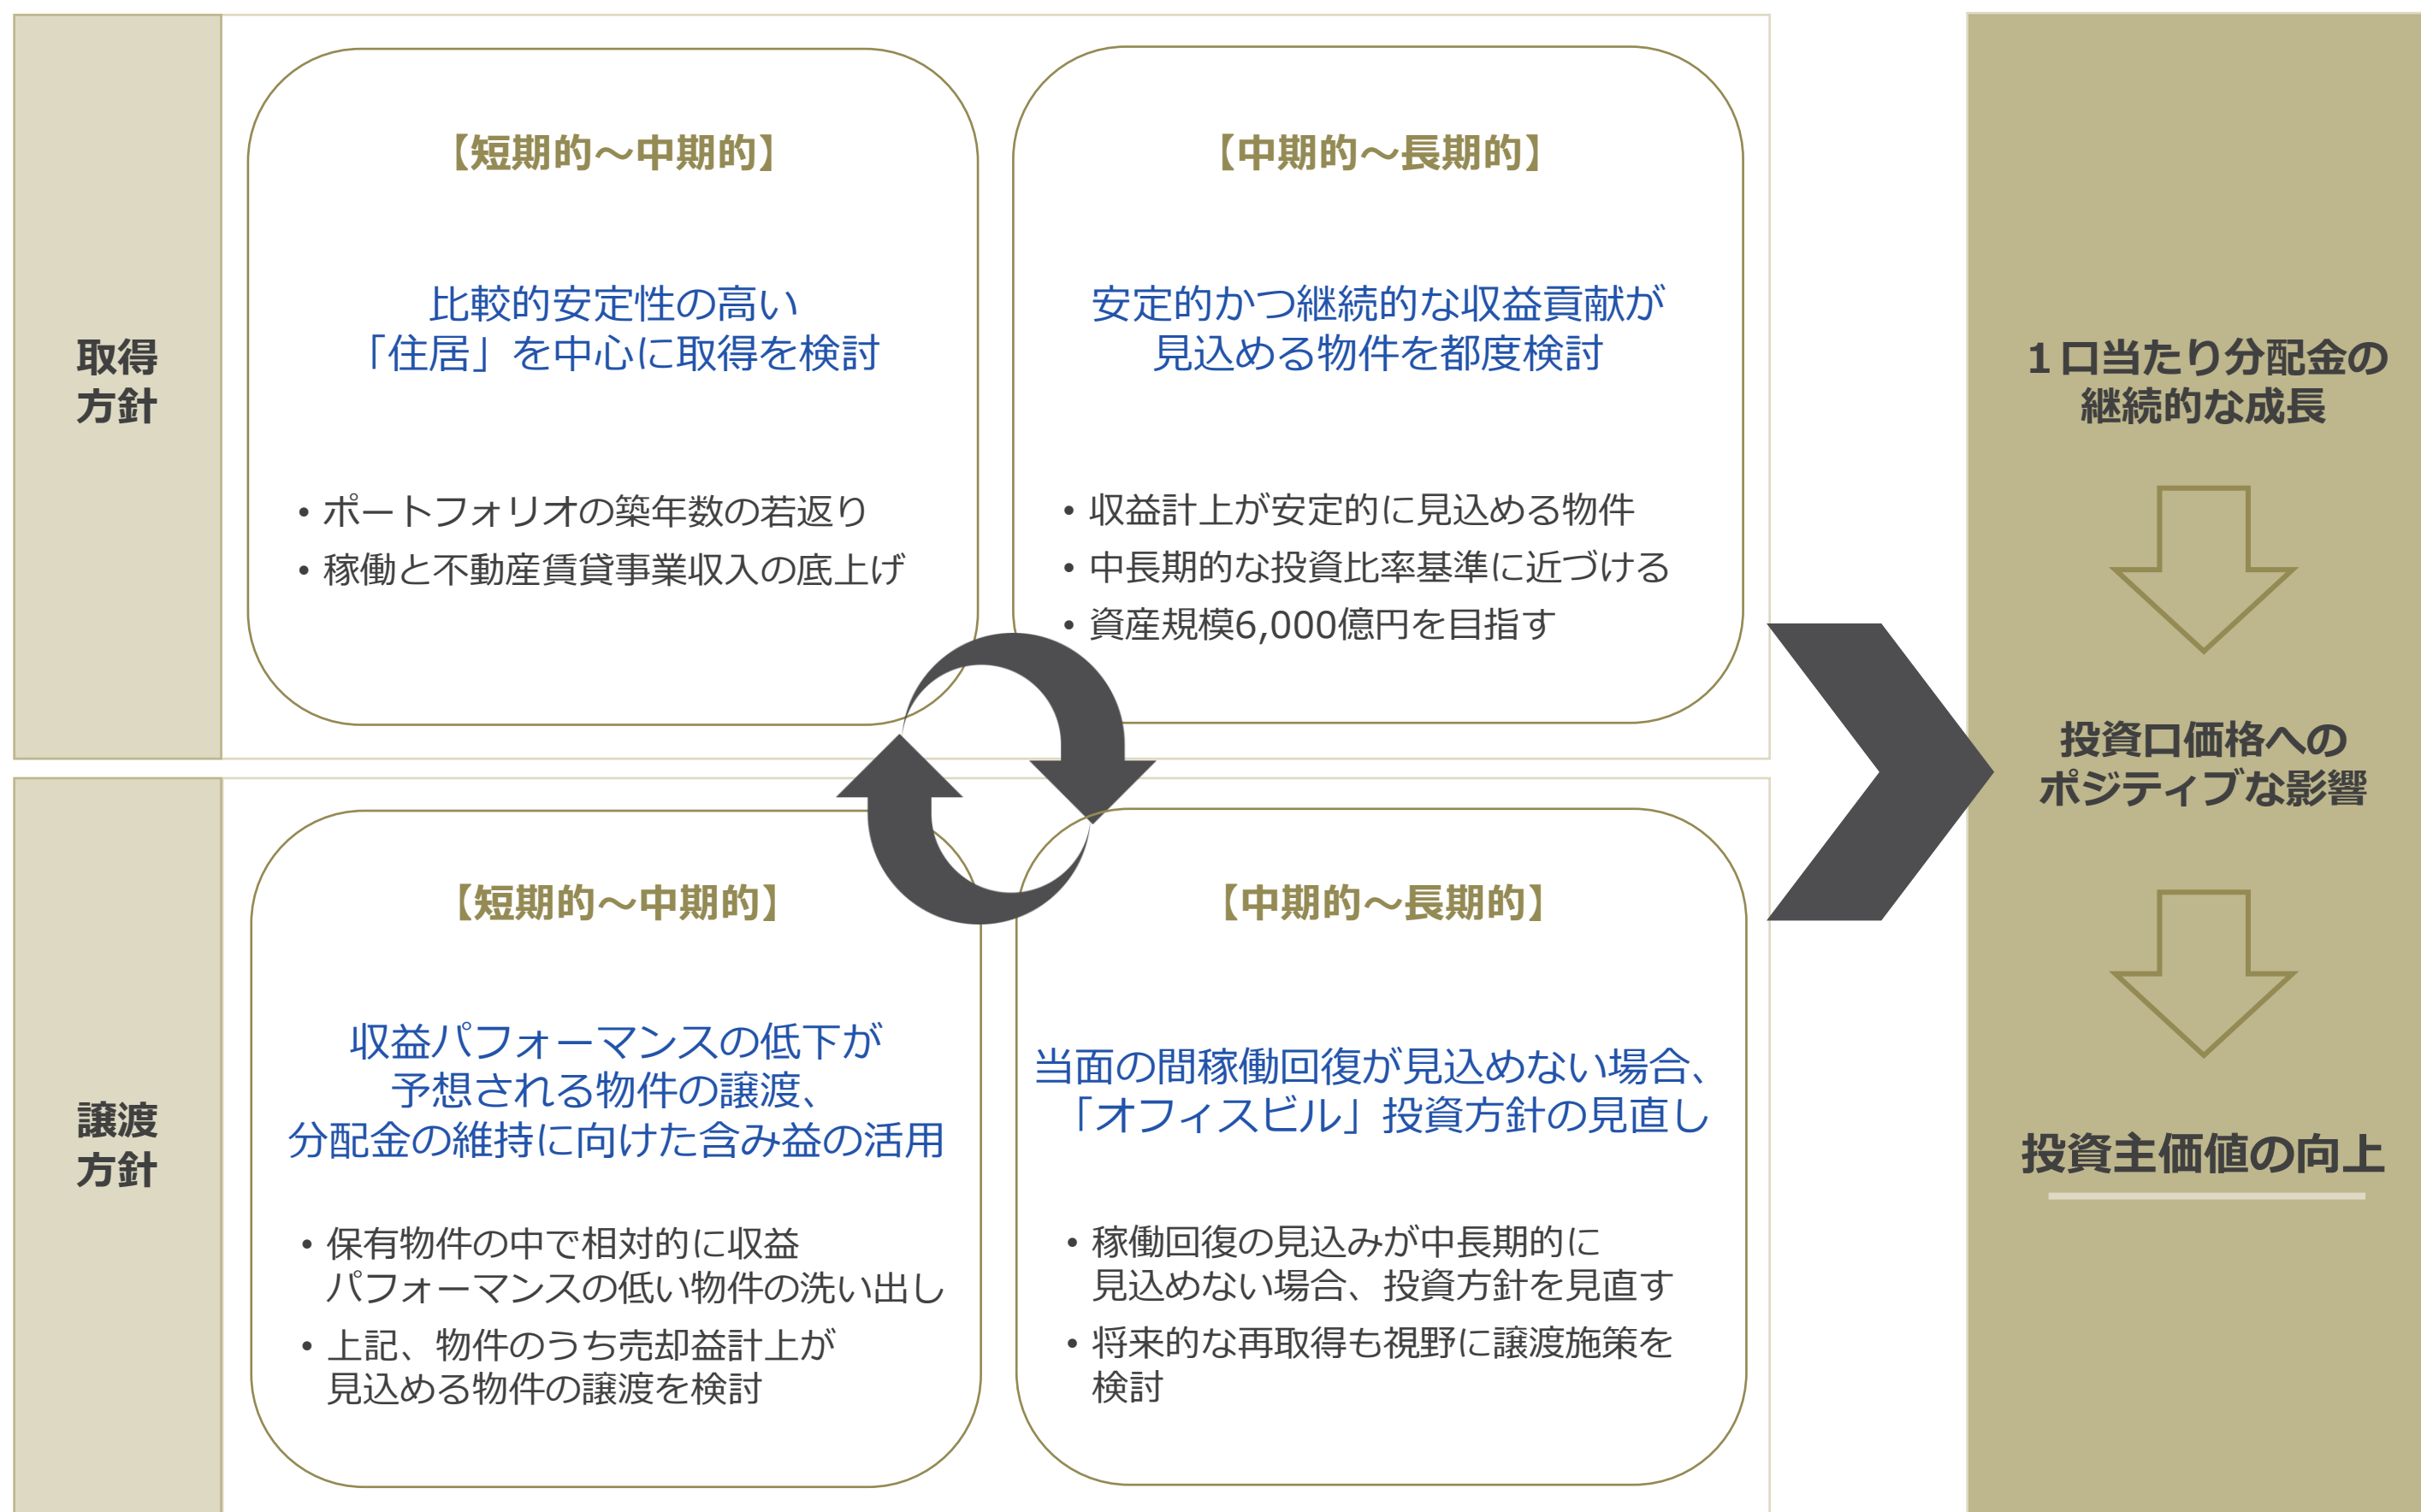 取得
方針
【短期的～中期的】
比較的安定性の高い
「住居」を中心に取得を検討
・ポートフォリオの築年数の若返り
・稼働と不動産賃貸事業収入の底上げ
【中期的～長期的】
安定的かつ継続的な収益貢献が
見込める物件を都度検討
・収益計上が安定的に見込める物件
・中長期的な投資比率基準に近づける
・資産規模6,000億円を目指す
譲渡
方針
【短期的～中期的】
収益パフォーマンスの低下が
予想される物件の譲渡、
分配金の維持に向けた含み益の活用
・保有物件の中で相対的に収益
パフォーマンスの低い物件の洗い出し
・上記、物件のうち売却益計上が
見込める物件の譲渡を検討
【中期的～長期的】
当面の間稼働回復が見込めない場合、
「オフィスビル」投資方針の見直し
・稼働回復の見込みが中長期的に
見込めない場合、投資方針を見直す
・将来的な再取得も視野に譲渡施策を
検討
１口当たり分配金の
継続的な成長
投資口価格への
ポジティブな影響
投資主価値の向上